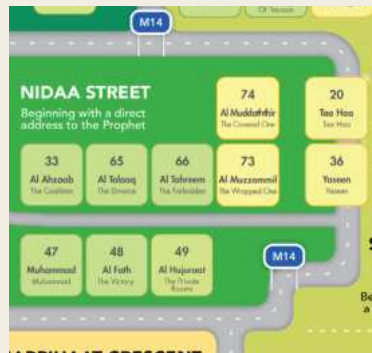 M14
NIDAA STREET
Beginning with a direct
address to the Prophet
74
Al Muddaththir
The Covered One
20
Taa Haa
Taa Haa
33
Al Ahzaab
The Coalition
65
Al Talaaq
The Divorce
66
Al Tahreem
The Forbidden
73
Al Muzzammil
The Wrapped One
36
Yaseen
Yaseen
47
Muhammad
Muhammad
48
Al Fath
The Victory
49
Al Hujuraat
The Private
Rooms
M14
Be
a
CRESCENT